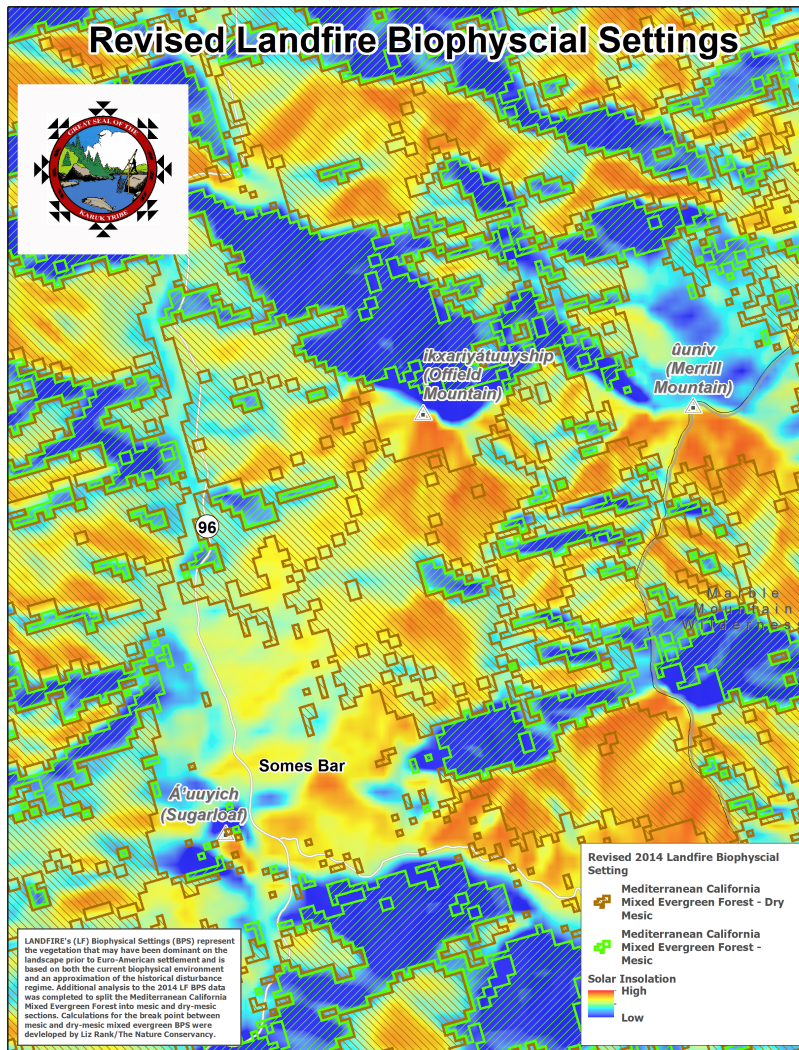 Revised Landfire Biophyscial Settings
GREAT SEAL OF THE
KARUK TRIBE
ikxariyátuuyship
(Offield
Mountain)
ûuniv
(Merrill
Mountain)
96
Marble
Mountain
Wilderness
Somes Bar
Á'uuyich
(Sugarloaf)
Revised 2014 Landfire Biophyscial
Setting
Mediterranean California
Mixed Evergreen Forest - Dry
Mesic
Mediterranean California
Mixed Evergreen Forest -
Mesic
Solar Insolation
High
Low
LANDFIRE's (LF) Biophysical Settings (BPS) represent
the vegetation that may have been dominant on the
landscape prior to Euro-American settlement and is
based on both the current biophysical environment
and an approximation of the historical disturbance
regime. Additional analysis to the 2014 LF BPS data
was completed to split the Mediterranean California
Mixed Evergreen Forest into mesic and dry-mesic
sections. Calculations for the break point between
mesic and dry-mesic mixed evergreen BPS were
devleloped by Liz Rank/The Nature Conservancy.